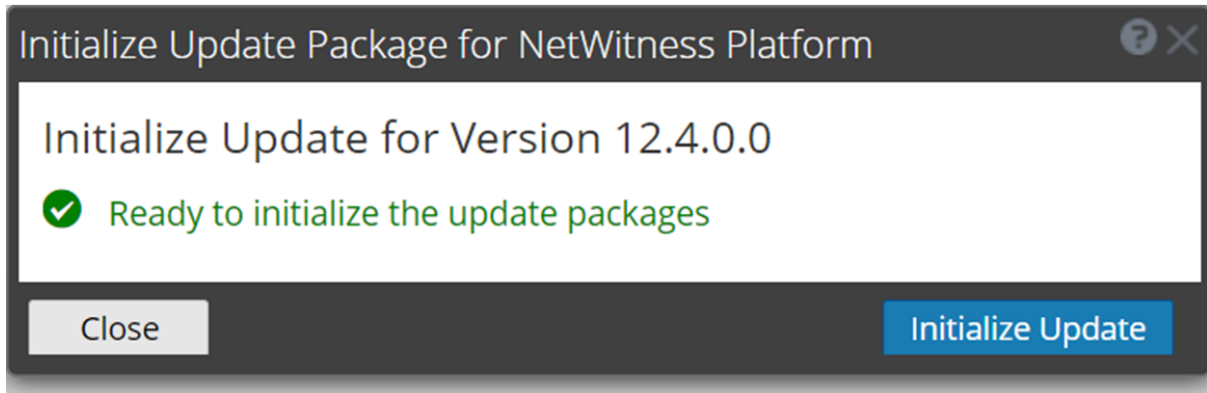 Initialize Update Package for NetWitness Platform
Initialize Update for Version 12.4.0.0
Ready to initialize the update packages
Close
Initialize Update